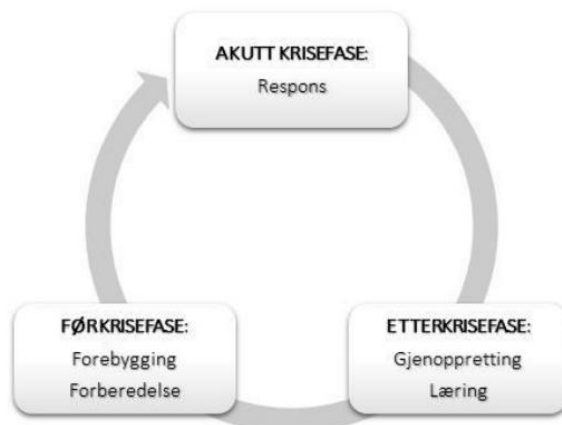 AKUTT KRISEFASE:
Respons
FØRKRISEFASE:
Forebygging
Forberedelse
ETTERKRISEFASE:
Gjenoppretting
Læring